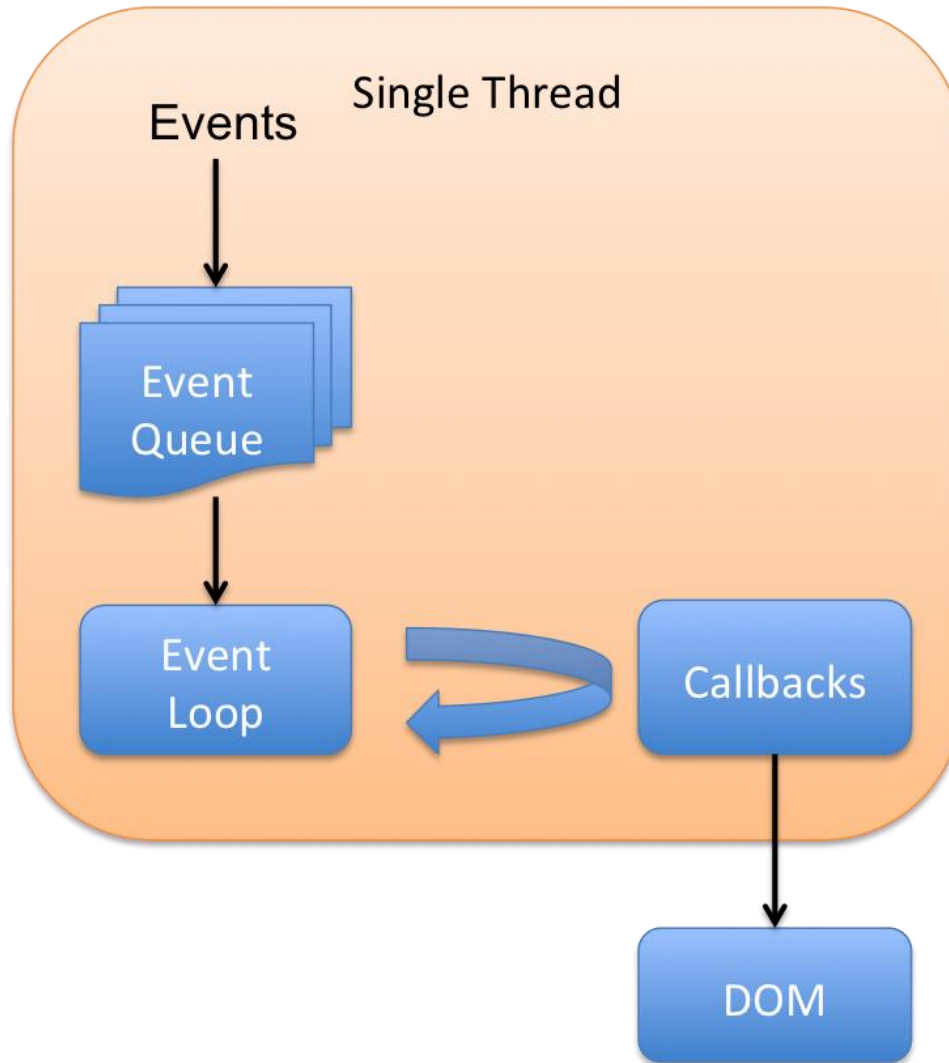 Single Thread
Events
Event
Queue
Event
Loop
Callbacks
DOM